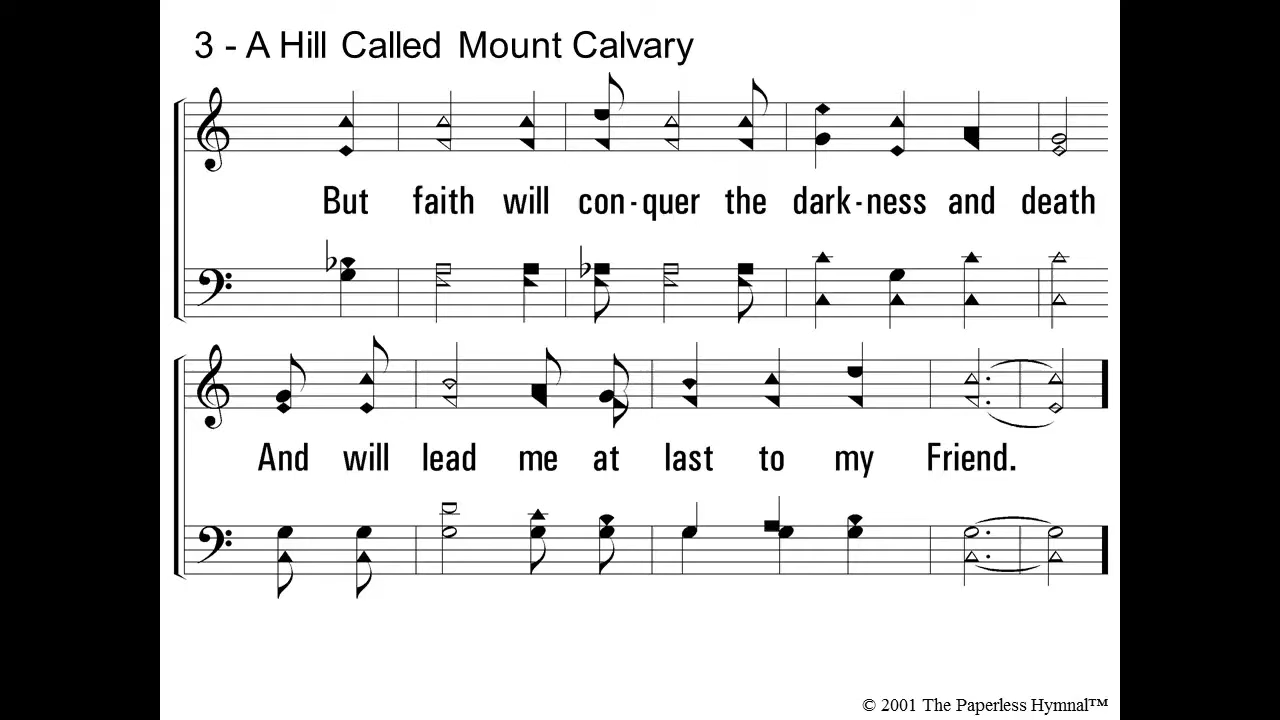 3 - A Hill Called Mount Calvary
But faith will con-quer the dark-ness and death
And will lead me at last to my Friend.
© 2001 The Paperless Hymnal™